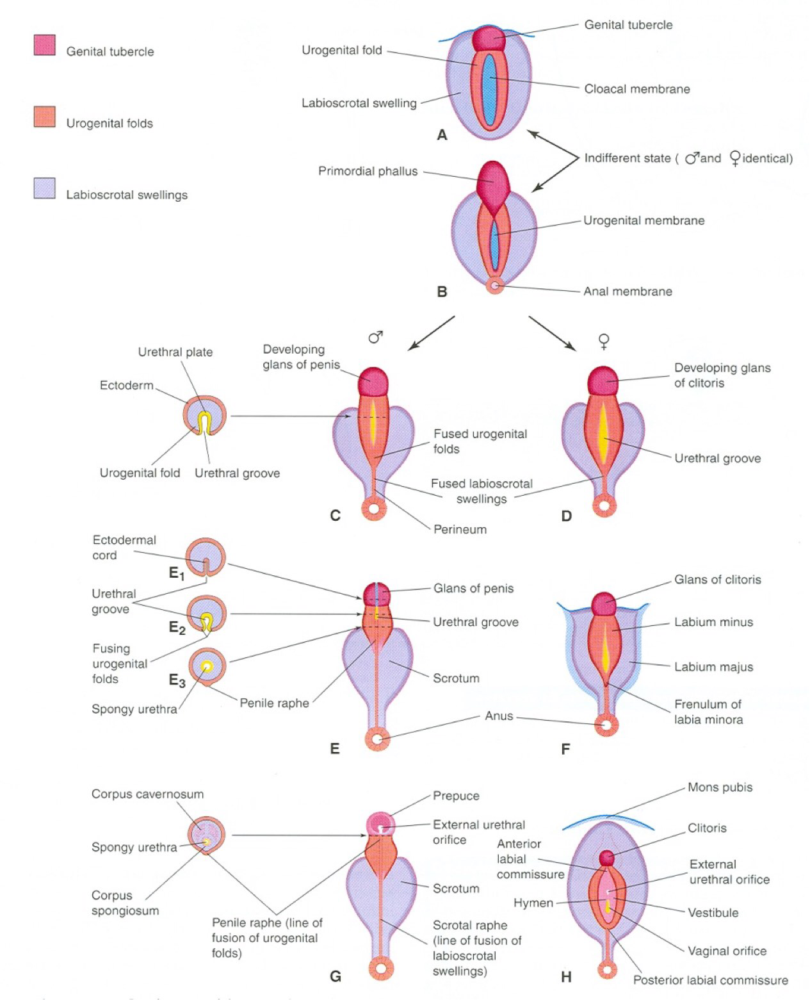 Genital tubercle
Urogenital folds
Labioscrotal swellings
Genital tubercle
Urogenital fold
Cloacal membrane
Labioscrotal swelling
A
Indifferent state ( ♂and ♀identical)
Primordial phallus
Urogenital membrane
B
Anal membrane
♂
♀
Urethral plate
Ectoderm
Urogenital fold
Urethral groove
Developing
glans of penis
Fused urogenital
folds
Fused labioscrotal
swellings
Perineum
C
Developing glans
of clitoris
Urethral groove
D
Ectodermal
cord
E1
Urethral
groove
E2
Fusing
urogenital
folds
E3
Spongy urethra
Penile raphe
Glans of penis
Urethral groove
Scrotum
Anus
E
Glans of clitoris
Labium minus
Labium majus
Frenulum of
labia minora
F
Corpus cavernosum
Spongy urethra
Corpus
spongiosum
Penile raphe (line of
fusion of urogenital
folds)
Prepuce
External urethral
orifice
Scrotum
Scrotal raphe
(line of fusion of
labioscrotal
swellings)
G
Mons pubis
Clitoris
Anterior
labial
commissure
External
urethral orifice
Hymen
Vestibule
Vaginal orifice
H
Posterior labial commissure